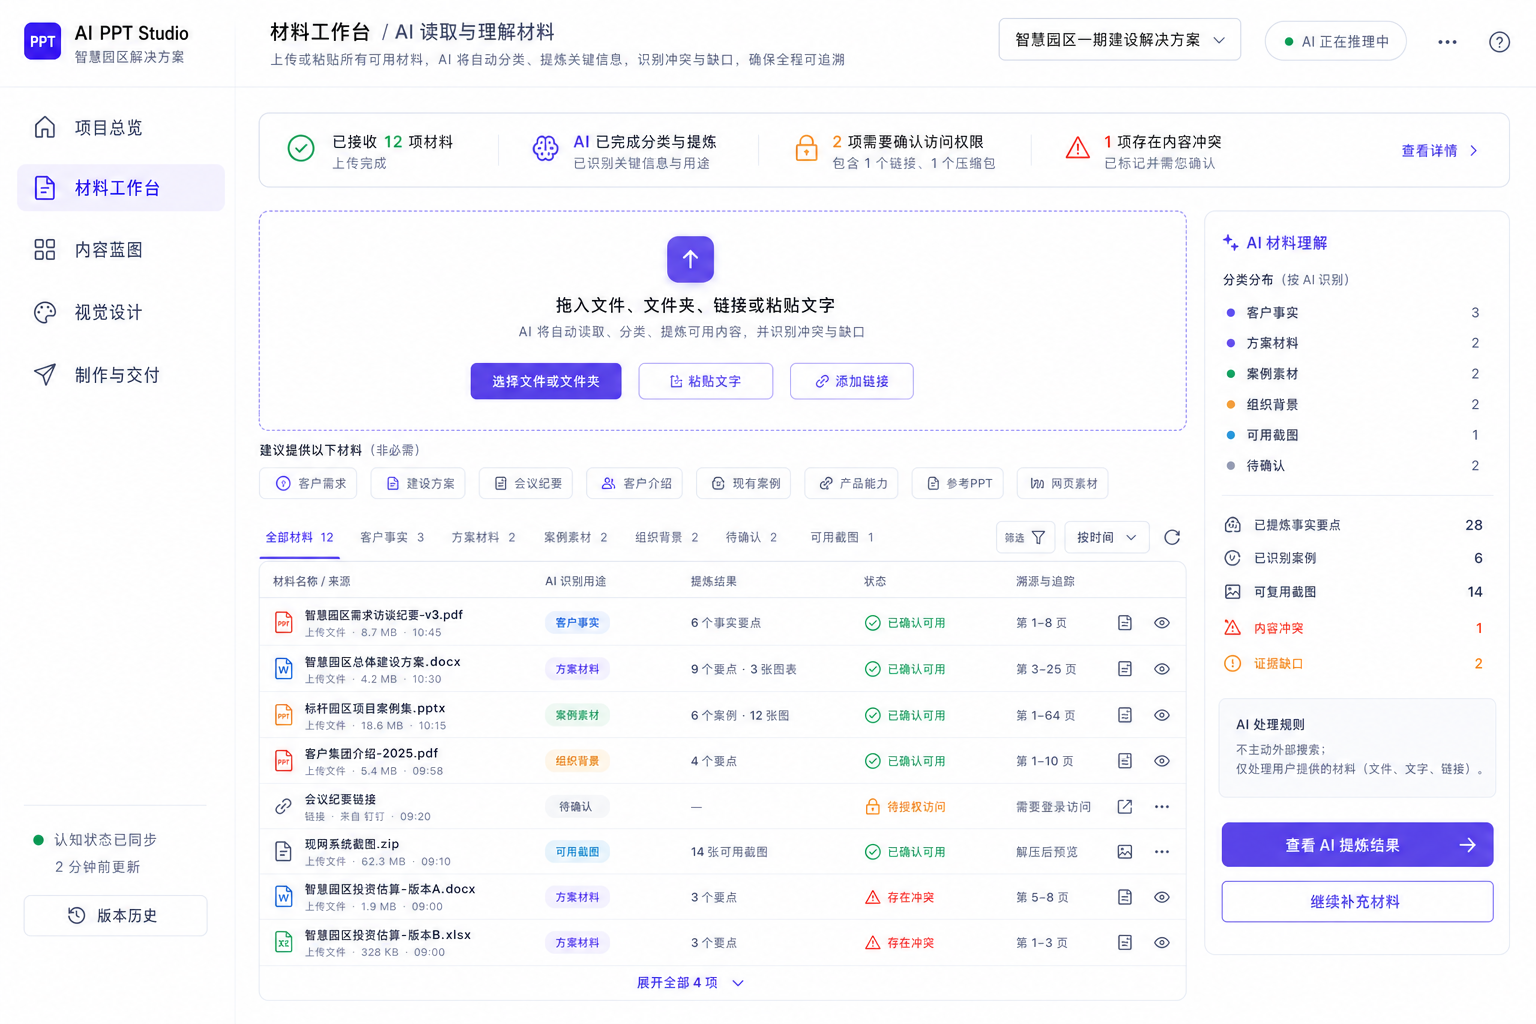 PPT
AI PPT Studio
智慧园区解决方案
材料工作台 / AI 读取与理解材料
上传或粘贴所有可用材料，AI 将自动分类、提炼关键信息，识别冲突与缺口，确保全程可追溯
智慧园区一期建设解决方案
AI 正在推理中
项目总览
材料工作台
内容蓝图
视觉设计
制作与交付
认知状态已同步
2 分钟前更新
版本历史
已接收 12 项材料
上传完成
AI 已完成分类与提炼
已识别关键信息与用途
2 项需要确认访问权限
包含 1 个链接、1 个压缩包
1 项存在内容冲突
已标记并需您确认
查看详情
拖入文件、文件夹、链接或粘贴文字
AI 将自动读取、分类、提炼可用内容，并识别冲突与缺口
选择文件或文件夹
粘贴文字
添加链接
建议提供以下材料（非必需）
客户需求
建设方案
会议纪要
客户介绍
现有案例
产品能力
参考PPT
网页素材
全部材料 12
客户事实 3
方案材料 2
案例素材 2
组织背景 2
待确认 2
可用截图 1
筛选
按时间
材料名称 / 来源 AI 识别用途 提炼结果 状态 溯源与追踪
PPT 智慧园区需求访谈纪要-v3.pdf
上传文件 · 8.7 MB · 10:45
客户事实 6 个事实要点 已确认可用 第 1-8 页
W 智慧园区总体建设方案.docx
上传文件 · 4.2 MB · 10:30
方案材料 9 个要点 · 3 张图表 已确认可用 第 3-25 页
PPT 标杆园区项目案例集.pptx
上传文件 · 18.6 MB · 10:15
案例素材 6 个案例 · 12 张图 已确认可用 第 1-64 页
PPT 客户集团介绍-2025.pdf
上传文件 · 5.4 MB · 09:58
组织背景 4 个要点 已确认可用 第 1-10 页
会议纪要链接
链接 · 来自 钉钉 · 09:20
待确认 — 待授权访问 需要登录访问
现网系统截图.zip
上传文件 · 62.3 MB · 09:10
可用截图 14 张可用截图 已确认可用 解压后预览
W 智慧园区投资估算-版本A.docx
上传文件 · 1.9 MB · 09:00
方案材料 3 个要点 存在冲突 第 5-8 页
智慧园区投资估算-版本B.xlsx
上传文件 · 328 KB · 09:00
方案材料 3 个要点 存在冲突 第 1-3 页
展开全部 4 项
AI 材料理解
分类分布（按 AI 识别）
客户事实 3
方案材料 2
案例素材 2
组织背景 2
可用截图 1
待确认 2
已提炼事实要点 28
已识别案例 6
可复用截图 14
内容冲突 1
证据缺口 2
AI 处理规则
不主动外部搜索；
仅处理用户提供的材料（文件、文字、链接）。
查看 AI 提炼结果
继续补充材料